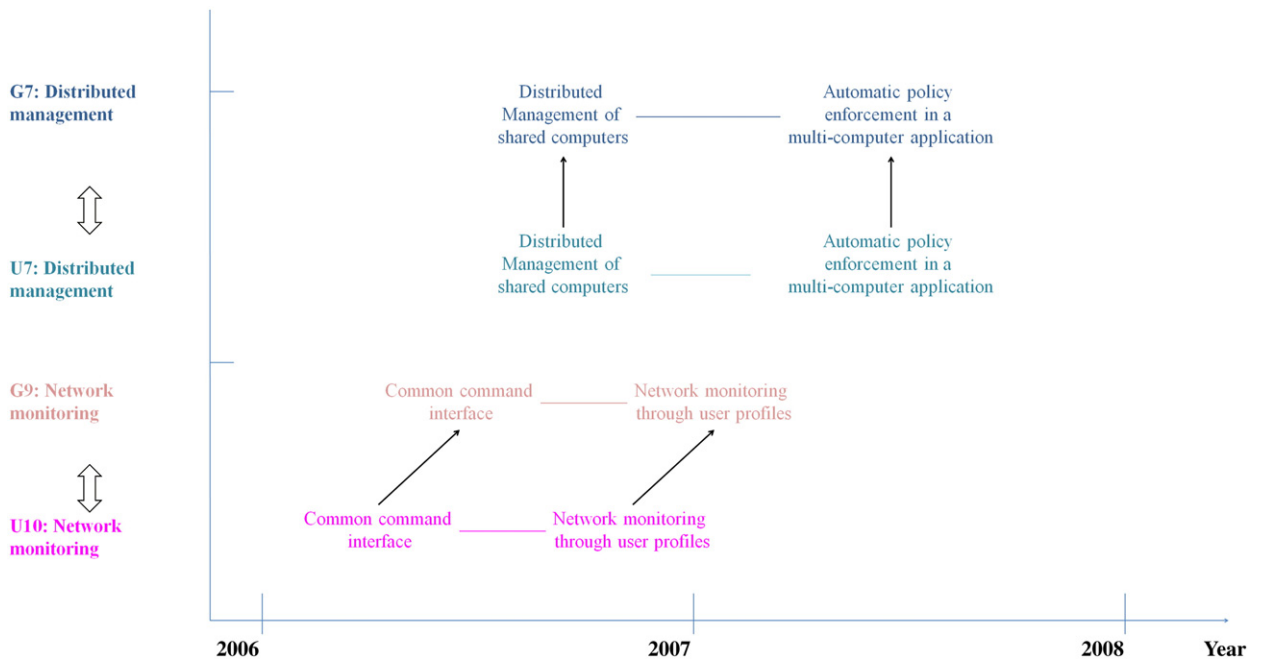 G7: Distributed
management
Distributed
Management of
shared computers
Automatic policy
enforcement in a
multi-computer application
U7: Distributed
management
Distributed
Management of
shared computers
Automatic policy
enforcement in a
multi-computer application
G9: Network
monitoring
Common command
interface
Network monitoring
through user profiles
U10: Network
monitoring
Common command
interface
Network monitoring
through user profiles
2006
2007
2008
Year